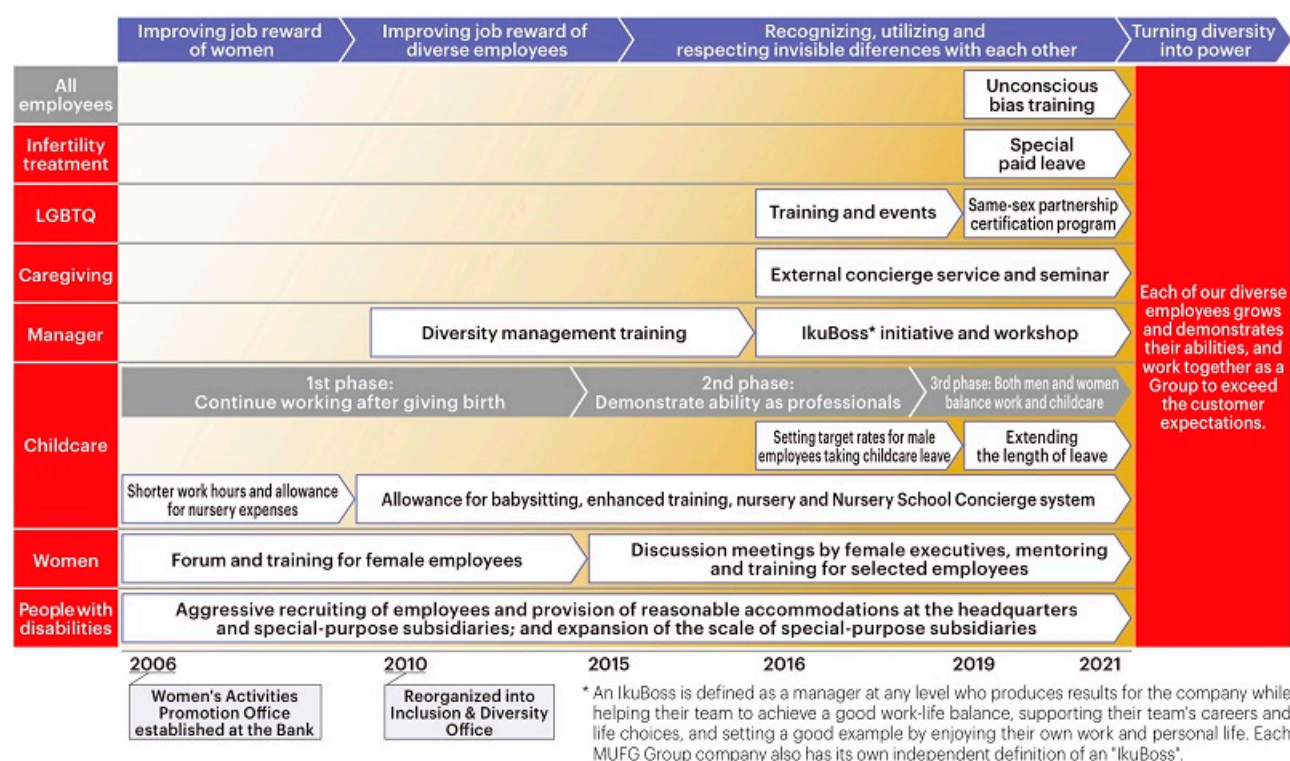 Improving job reward
of women
Improving job reward of
diverse employees
Recognizing, utilizing and
respecting invisible diferences with each other
Turning diversity
into power
All
employees
Unconscious
bias training
Infertility
treatment
Special
paid leave
LGBTQ
Training and events
Same-sex partnership
certification program
Caregiving
External concierge service and seminar
Manager
Diversity management training
IkuBoss* initiative and workshop
Childcare
1st phase:
Continue working after giving birth
2nd phase:
Demonstrate ability as professionals
3rd phase: Both men and women
balance work and childcare
Setting target rates for male
employees taking childcare leave
Extending
the length of leave
Shorter work hours and allowance
for nursery expenses
Allowance for babysitting, enhanced training, nursery and Nursery School Concierge system
Women
Forum and training for female employees
Discussion meetings by female executives, mentoring
and training for selected employees
People with
disabilities
Aggressive recruiting of employees and provision of reasonable accommodations at the headquarters
and special-purpose subsidiaries; and expansion of the scale of special-purpose subsidiaries
Each of our diverse
employees grows
and demonstrates
their abilities, and
work together as a
Group to exceed
the customer
expectations.
2006
2010
2015
2016
2019
2021
Women's Activities
Promotion Office
established at the Bank
Reorganized into
Inclusion & Diversity
Office
* An IkuBoss is defined as a manager at any level who produces results for the company while
helping their team to achieve a good work-life balance, supporting their team's careers and
life choices, and setting a good example by enjoying their own work and personal life. Each
MUFG Group company also has its own independent definition of an "IkuBoss".